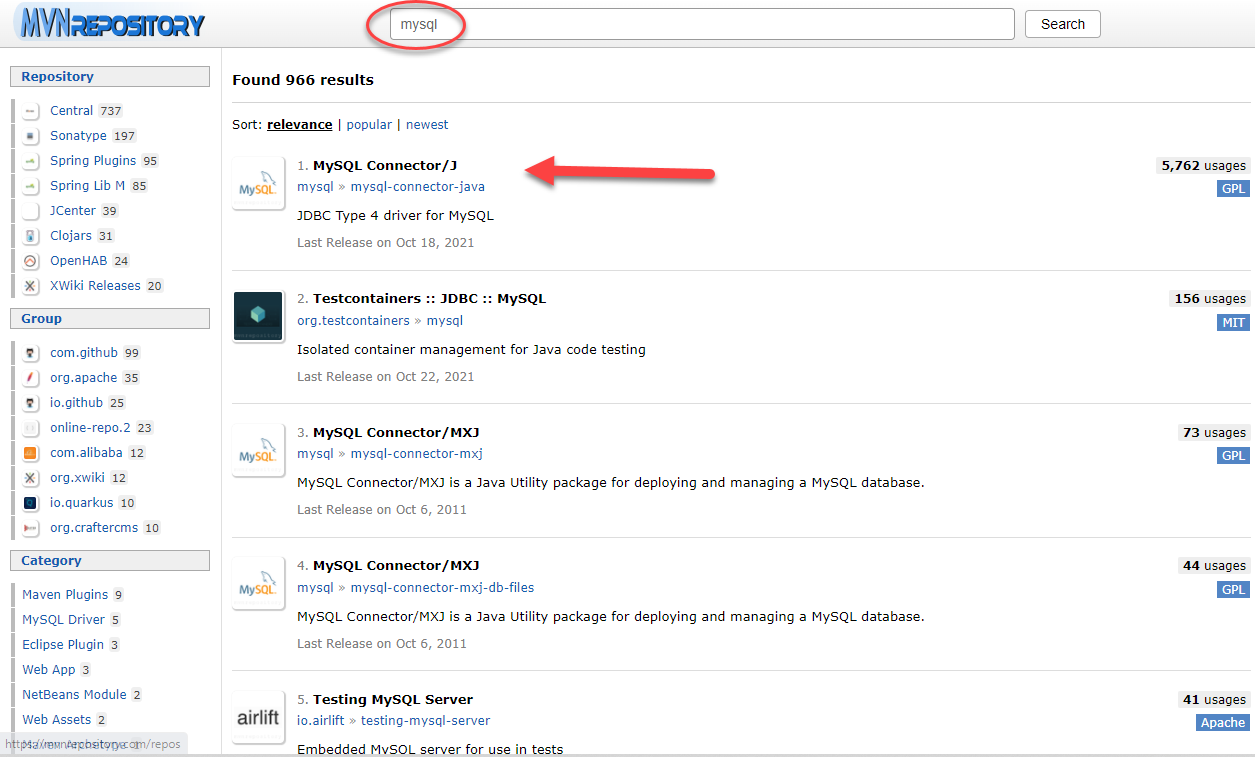 MVNREPOSITORY
mysql
Search
Repository
Central 737
Sonatype 197
Spring Plugins 95
Spring Lib M 85
JCenter 39
Clojars 31
OpenHAB 24
XWiki Releases 20
Group
com.github 99
org.apache 35
io.github 25
online-repo.2 23
com.alibaba 12
org.xwiki 12
io.quarkus 10
org.craftercms 10
Category
Maven Plugins 9
MySQL Driver 5
Eclipse Plugin 3
Web App 3
NetBeans Module 2
Web Assets 2
https://mvnrepository.com/repos
Found 966 results
Sort: relevance | popular | newest
MySQL
1. MySQL Connector/J
5,762 usages
mysql » mysql-connector-java
GPL
JDBC Type 4 driver for MySQL
Last Release on Oct 18, 2021
2. Testcontainers :: JDBC :: MySQL
156 usages
org.testcontainers » mysql
MIT
Isolated container management for Java code testing
Last Release on Oct 22, 2021
MySQL
3. MySQL Connector/MXJ
73 usages
mysql » mysql-connector-mxj
GPL
MySQL Connector/MXJ is a Java Utility package for deploying and managing a MySQL database.
Last Release on Oct 6, 2011
MySQL
4. MySQL Connector/MXJ
44 usages
mysql » mysql-connector-mxj-db-files
GPL
MySQL Connector/MXJ is a Java Utility package for deploying and managing a MySQL database.
Last Release on Oct 6, 2011
airlift
5. Testing MySQL Server
41 usages
io.airlift » testing-mysql-server
Apache
Embedded MySQL server for use in tests